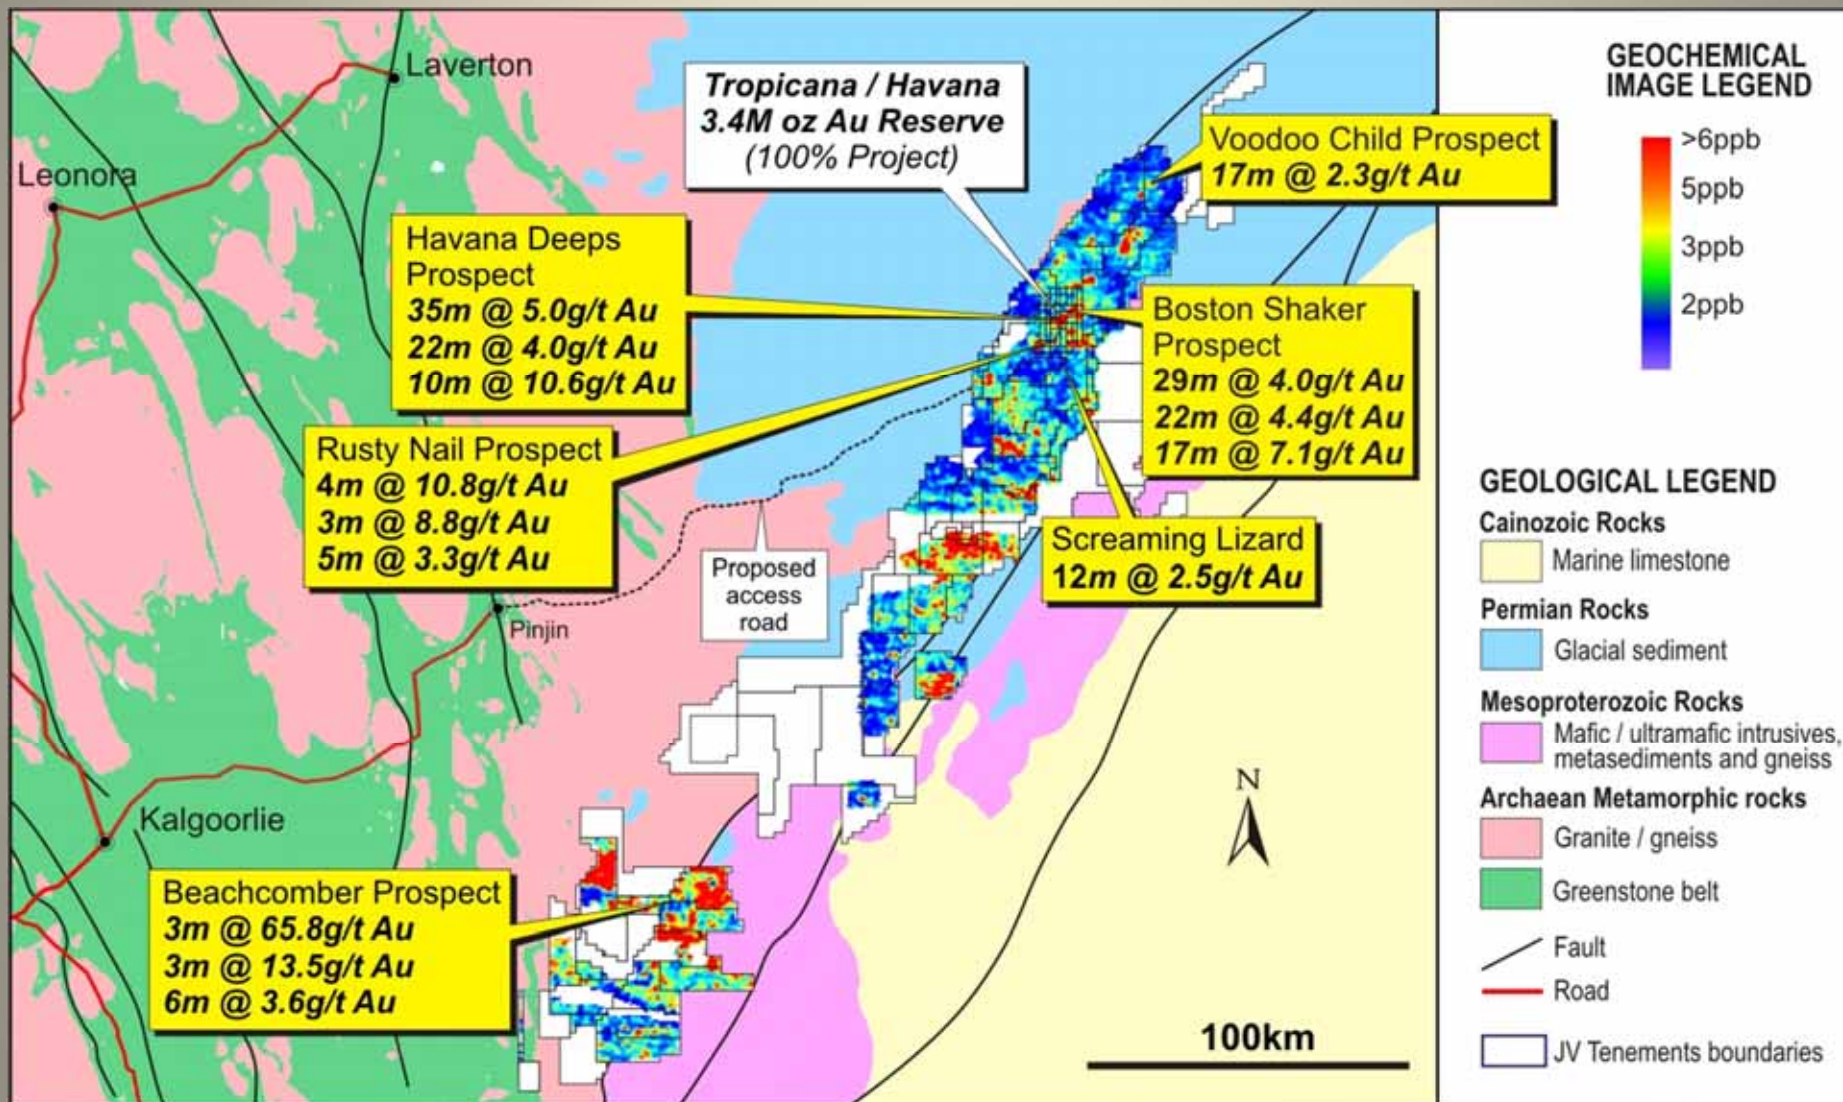 Laverton
Leonora
Tropicana / Havana
3.4M oz Au Reserve
(100% Project)
Voodoo Child Prospect
17m @ 2.3g/t Au
Havana Deeps
Prospect
35m @ 5.0g/t Au
22m @ 4.0g/t Au
10m @ 10.6g/t Au
Boston Shaker
Prospect
29m @ 4.0g/t Au
22m @ 4.4g/t Au
17m @ 7.1g/t Au
Rusty Nail Prospect
4m @ 10.8g/t Au
3m @ 8.8g/t Au
5m @ 3.3g/t Au
Screaming Lizard
12m @ 2.5g/t Au
Proposed
access
road
Pinjin
Kalgoorlie
Beachcomber Prospect
3m @ 65.8g/t Au
3m @ 13.5g/t Au
6m @ 3.6g/t Au
N
100km
GEOCHEMICAL
IMAGE LEGEND
>6ppb
5ppb
3ppb
2ppb
GEOLOGICAL LEGEND
Cainozoic Rocks
Marine limestone
Permian Rocks
Glacial sediment
Mesoproterozoic Rocks
Mafic / ultramafic intrusives,
metasediments and gneiss
Archaean Metamorphic rocks
Granite / gneiss
Greenstone belt
Fault
Road
JV Tenements boundaries